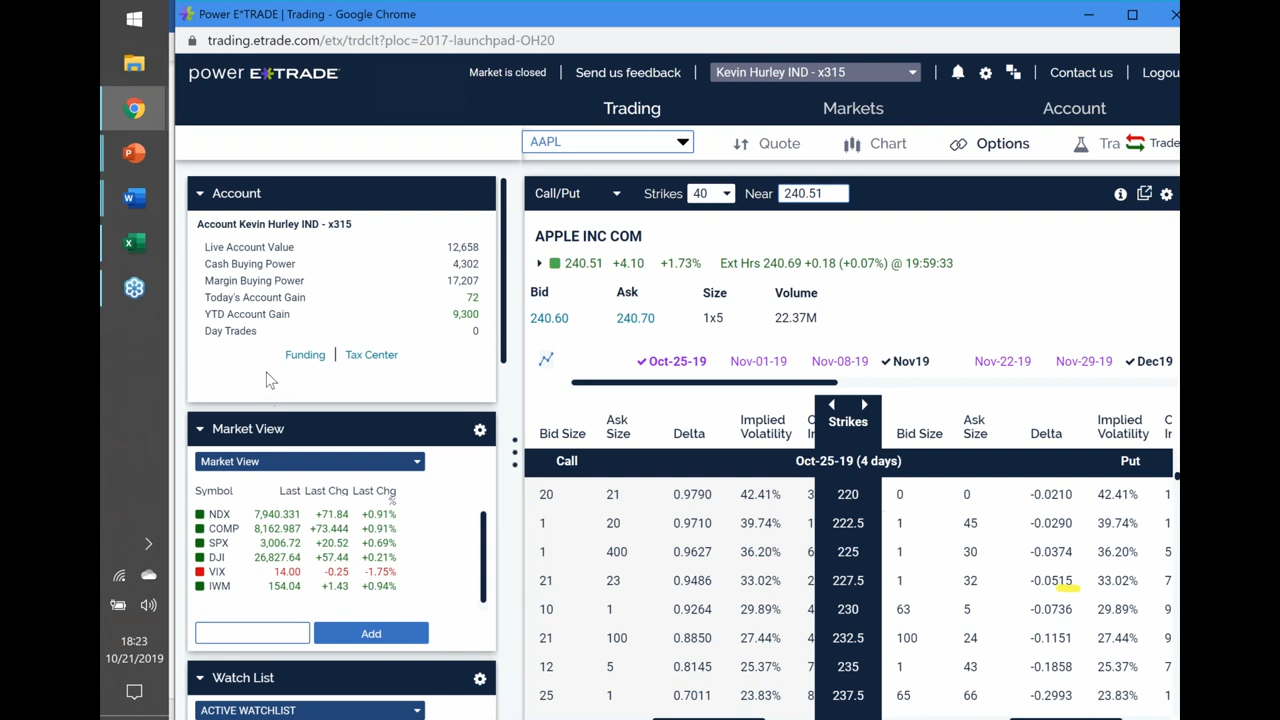 Power E*TRADE | Trading - Google Chrome
trading.etrade.com/etx/trdclt?ploc=2017-launchpad-OH20
power E*TRADE Market is closed Send us feedback Kevin Hurley IND - x315 Contact us Logou
Trading Markets Account
AAPL Quote Chart Options Tra Trade
Account
Account Kevin Hurley IND - x315
Live Account Value 12,658
Cash Buying Power 4,302
Margin Buying Power 17,207
Today's Account Gain 72
YTD Account Gain 9,300
Day Trades 0
Funding | Tax Center
Market View
Market View
Symbol Last Last Chg Last Chg %
NDX 7,940.331 +71.84 +0.91%
COMP 8,162.987 +73.444 +0.91%
SPX 3,006.72 +20.52 +0.69%
DJI 26,827.64 +57.44 +0.21%
VIX 14.00 -0.25 -1.75%
IWM 154.04 +1.43 +0.94%
Add
Watch List
ACTIVE WATCHLIST
Call/Put Strikes 40 Near 240.51
APPLE INC COM
240.51 +4.10 +1.73% Ext Hrs 240.69 +0.18 (+0.07%) @ 19:59:33
Bid Ask Size Volume
240.60 240.70 1x5 22.37M
Oct-25-19 Nov-01-19 Nov-08-19 Nov19 Nov-22-19 Nov-29-19 Dec19
Bid Size Ask Size Delta Implied Volatility Strikes Bid Size Ask Size Delta Implied Volatility
Call Oct-25-19 (4 days) Put
20 21 0.9790 42.41% 3 220 0 0 -0.0210 42.41% 1
1 20 0.9710 39.74% 1 222.5 1 45 -0.0290 39.74% 1
1 400 0.9627 36.20% 6 225 1 30 -0.0374 36.20% 5
21 23 0.9486 33.02% 2 227.5 1 32 -0.0515 33.02% 7
10 1 0.9264 29.89% 4 230 63 5 -0.0736 29.89% 9
21 100 0.8850 27.44% 4 232.5 100 24 -0.1151 27.44% 9
12 5 0.8145 25.37% 7 235 1 43 -0.1858 25.37% 7
25 1 0.7011 23.83% 8 237.5 65 66 -0.2993 23.83% 9
18:23
10/21/2019